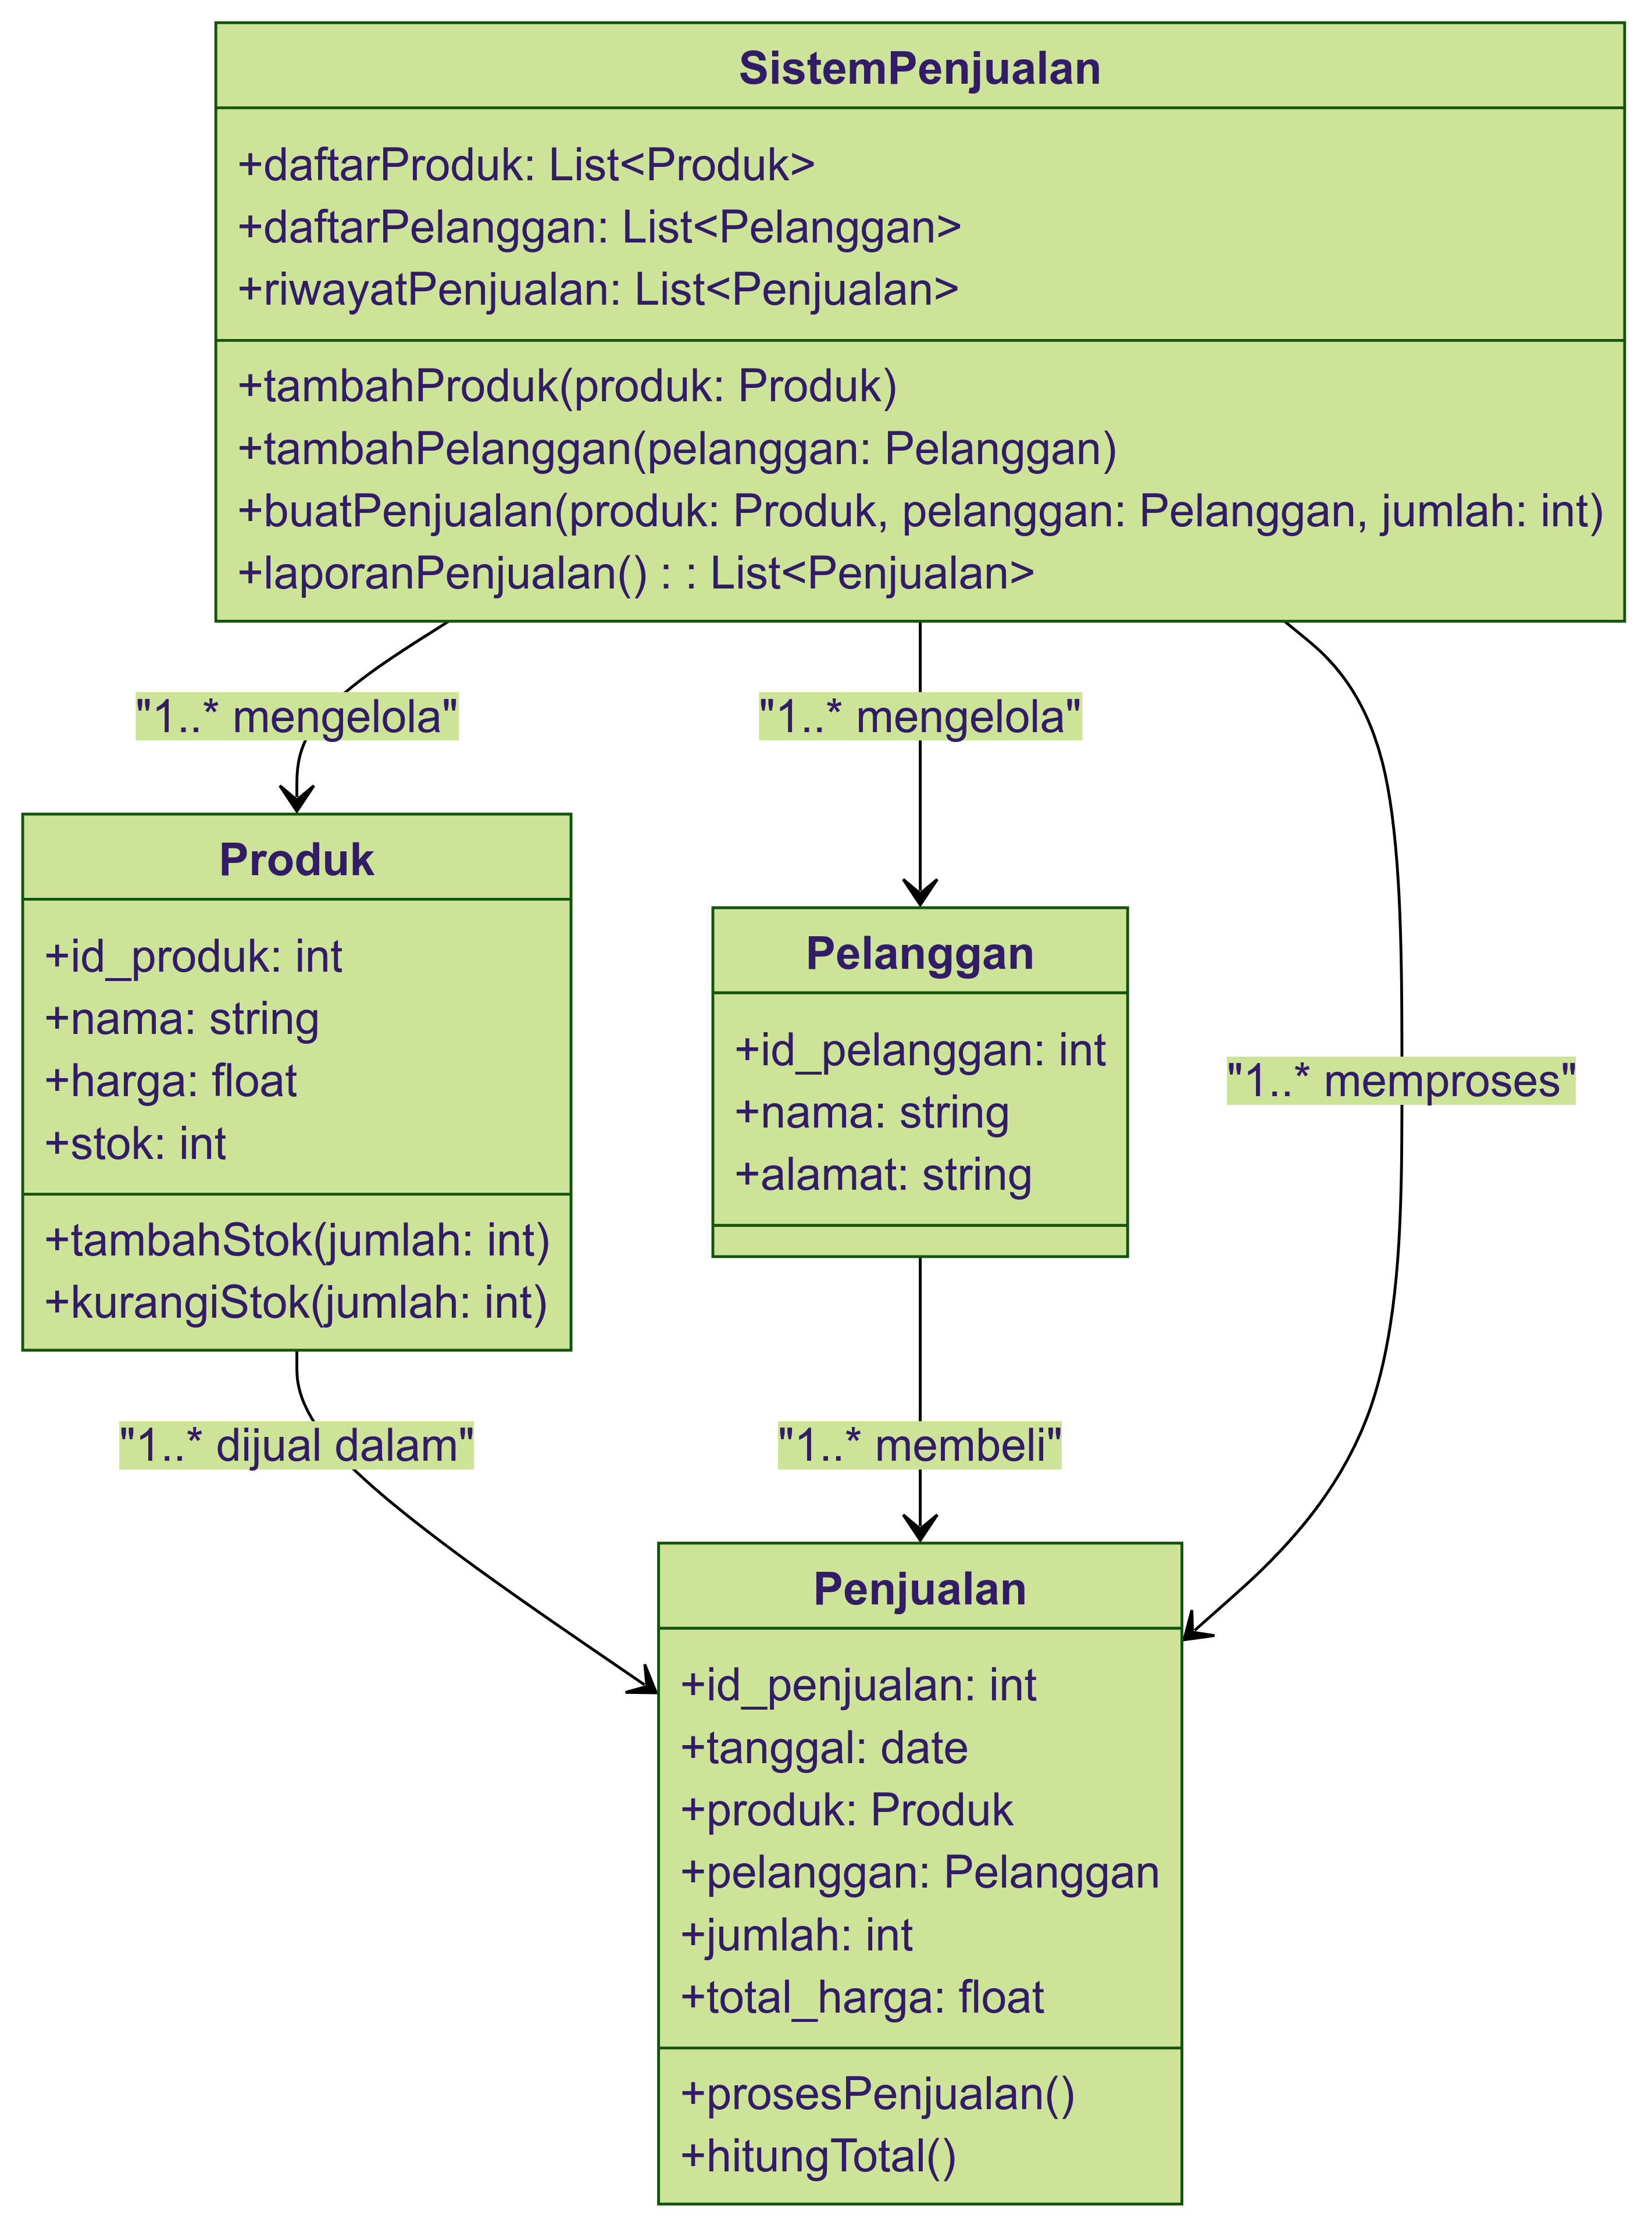 SistemPenjualan
+daftarProduk: List<Produk>
+daftarPelanggan: List<Pelanggan>
+riwayatPenjualan: List<Penjualan>
+tambahProduk(produk: Produk)
+tambahPelanggan(pelanggan: Pelanggan)
+buatPenjualan(produk: Produk, pelanggan: Pelanggan, jumlah: int)
+laporanPenjualan() : : List<Penjualan>
"1..* mengelola"
"1..* mengelola"
Produk
+id_produk: int
+nama: string
+harga: float
+stok: int
+tambahStok(jumlah: int)
+kurangiStok(jumlah: int)
Pelanggan
+id_pelanggan: int
+nama: string
+alamat: string
"1..* memproses"
"1..* dijual dalam"
"1..* membeli"
Penjualan
+id_penjualan: int
+tanggal: date
+produk: Produk
+pelanggan: Pelanggan
+jumlah: int
+total_harga: float
+prosesPenjualan()
+hitungTotal()